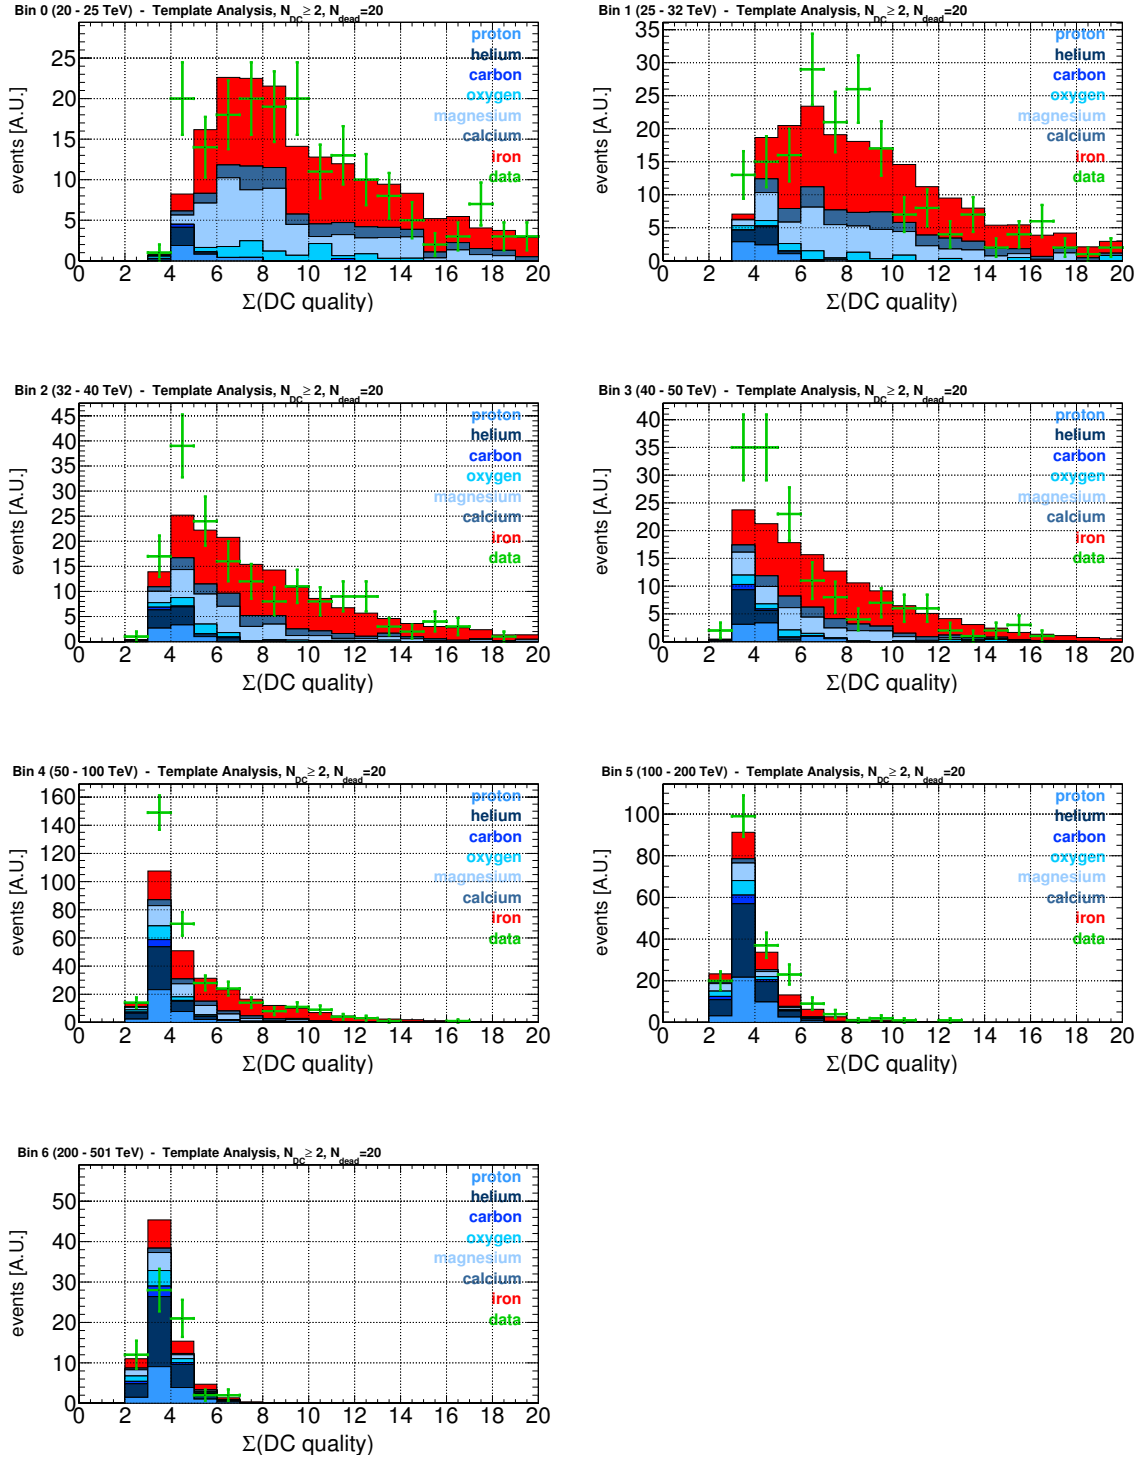 Bin 0 (20 - 25 TeV) - Template Analysis, N_DC ≥ 2, N_dead=20
events [A.U.]
25
20
15
10
5
0
proton
helium
carbon
oxygen
magnesium
calcium
iron
data
0 2 4 6 8 10 12 14 16 18 20
Σ(DC quality)
Bin 1 (25 - 32 TeV) - Template Analysis, N_DC ≥ 2, N_dead=20
events [A.U.]
35
30
25
20
15
10
5
0
proton
helium
carbon
oxygen
magnesium
calcium
iron
data
0 2 4 6 8 10 12 14 16 18 20
Σ(DC quality)
Bin 2 (32 - 40 TeV) - Template Analysis, N_DC ≥ 2, N_dead=20
events [A.U.]
45
40
35
30
25
20
15
10
5
0
proton
helium
carbon
oxygen
magnesium
calcium
iron
data
0 2 4 6 8 10 12 14 16 18 20
Σ(DC quality)
Bin 3 (40 - 50 TeV) - Template Analysis, N_DC ≥ 2, N_dead=20
events [A.U.]
40
35
30
25
20
15
10
5
0
proton
helium
carbon
oxygen
magnesium
calcium
iron
data
0 2 4 6 8 10 12 14 16 18 20
Σ(DC quality)
Bin 4 (50 - 100 TeV) - Template Analysis, N_DC ≥ 2, N_dead=20
events [A.U.]
160
140
120
100
80
60
40
20
0
proton
helium
carbon
oxygen
magnesium
calcium
iron
data
0 2 4 6 8 10 12 14 16 18 20
Σ(DC quality)
Bin 5 (100 - 200 TeV) - Template Analysis, N_DC ≥ 2, N_dead=20
events [A.U.]
100
80
60
40
20
0
proton
helium
carbon
oxygen
magnesium
calcium
iron
data
0 2 4 6 8 10 12 14 16 18 20
Σ(DC quality)
Bin 6 (200 - 501 TeV) - Template Analysis, N_DC ≥ 2, N_dead=20
events [A.U.]
50
40
30
20
10
0
proton
helium
carbon
oxygen
magnesium
calcium
iron
data
0 2 4 6 8 10 12 14 16 18 20
Σ(DC quality)